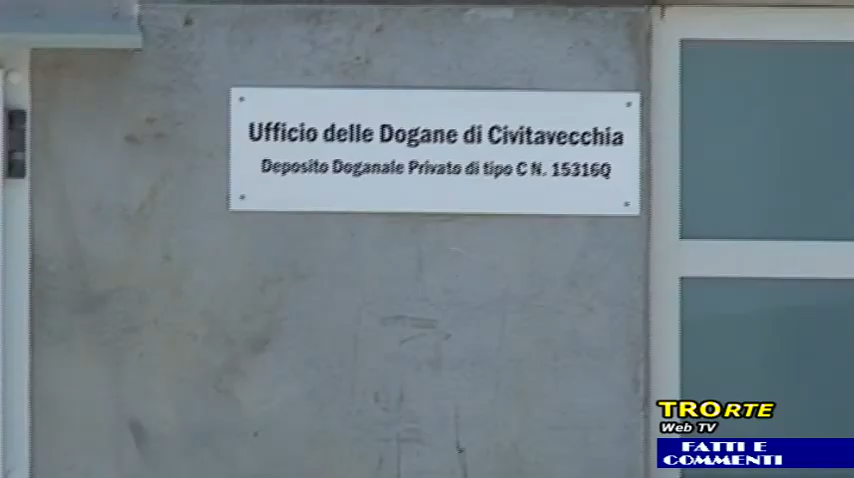 Ufficio delle Dogane di Civitavecchia
Deposito Doganale Privato di tipo C N. 15316Q
TRORTE
Web TV
FATTI E
COMMENTI